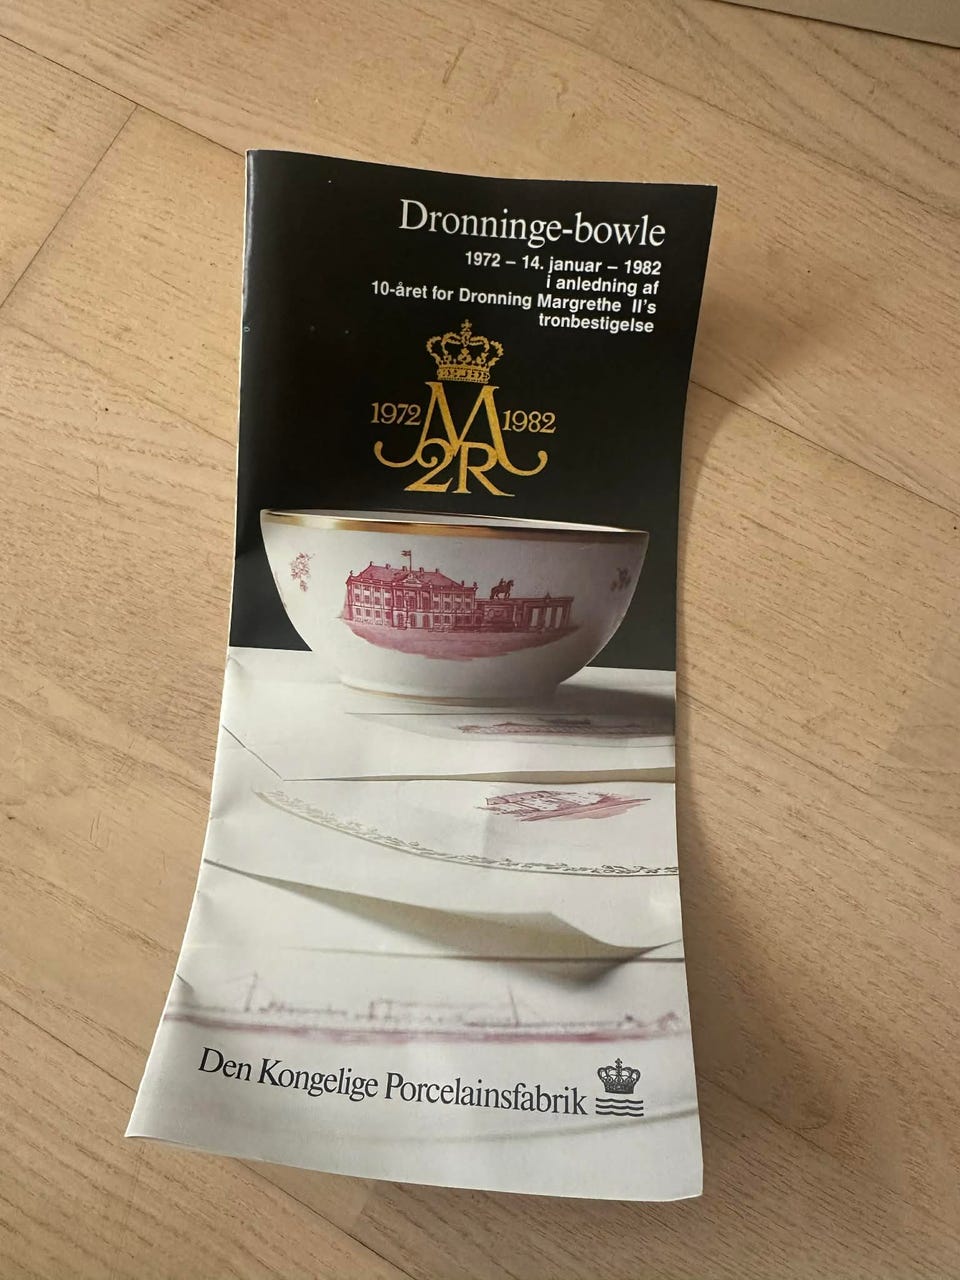 Dronninge-bowle
1972 – 14. januar – 1982
i anledning af
10-året for Dronning Margrethe II's
tronbestigelse
1972 M 1982
2R
Den Kongelige Porcelainsfabrik